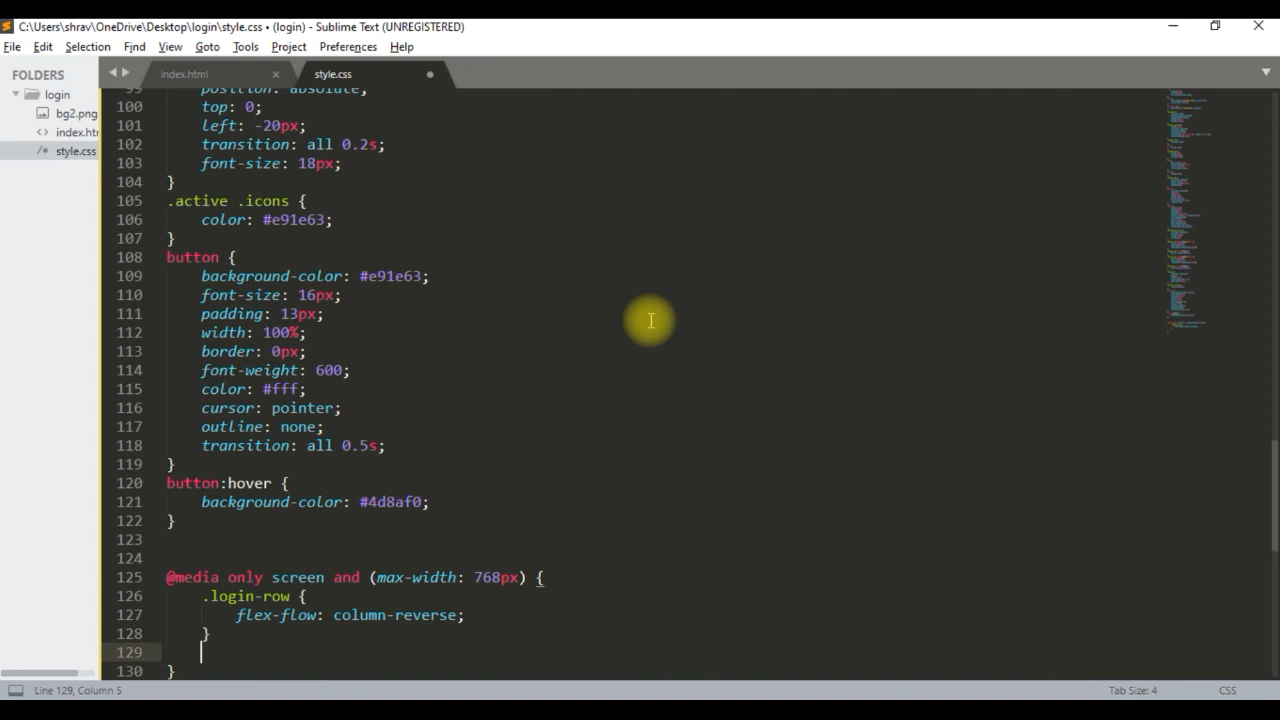 C:\Users\shrav\OneDrive\Desktop\login\style.css • (login) - Sublime Text (UNREGISTERED)
File Edit Selection Find View Goto Tools Project Preferences Help
FOLDERS
login
bg2.png
index.htm
style.css
index.html
style.css
99 position: absolute;
100 top: 0;
101 left: -20px;
102 transition: all 0.2s;
103 font-size: 18px;
104 }
105 .active .icons {
106 color: #e91e63;
107 }
108 button {
109 background-color: #e91e63;
110 font-size: 16px;
111 padding: 13px;
112 width: 100%;
113 border: 0px;
114 font-weight: 600;
115 color: #fff;
116 cursor: pointer;
117 outline: none;
118 transition: all 0.5s;
119 }
120 button:hover {
121 background-color: #4d8af0;
122 }
123
124
125 @media only screen and (max-width: 768px) {
126 .login-row {
127 flex-flow: column-reverse;
128 }
129
130 }
Line 129, Column 5
Tab Size: 4
CSS